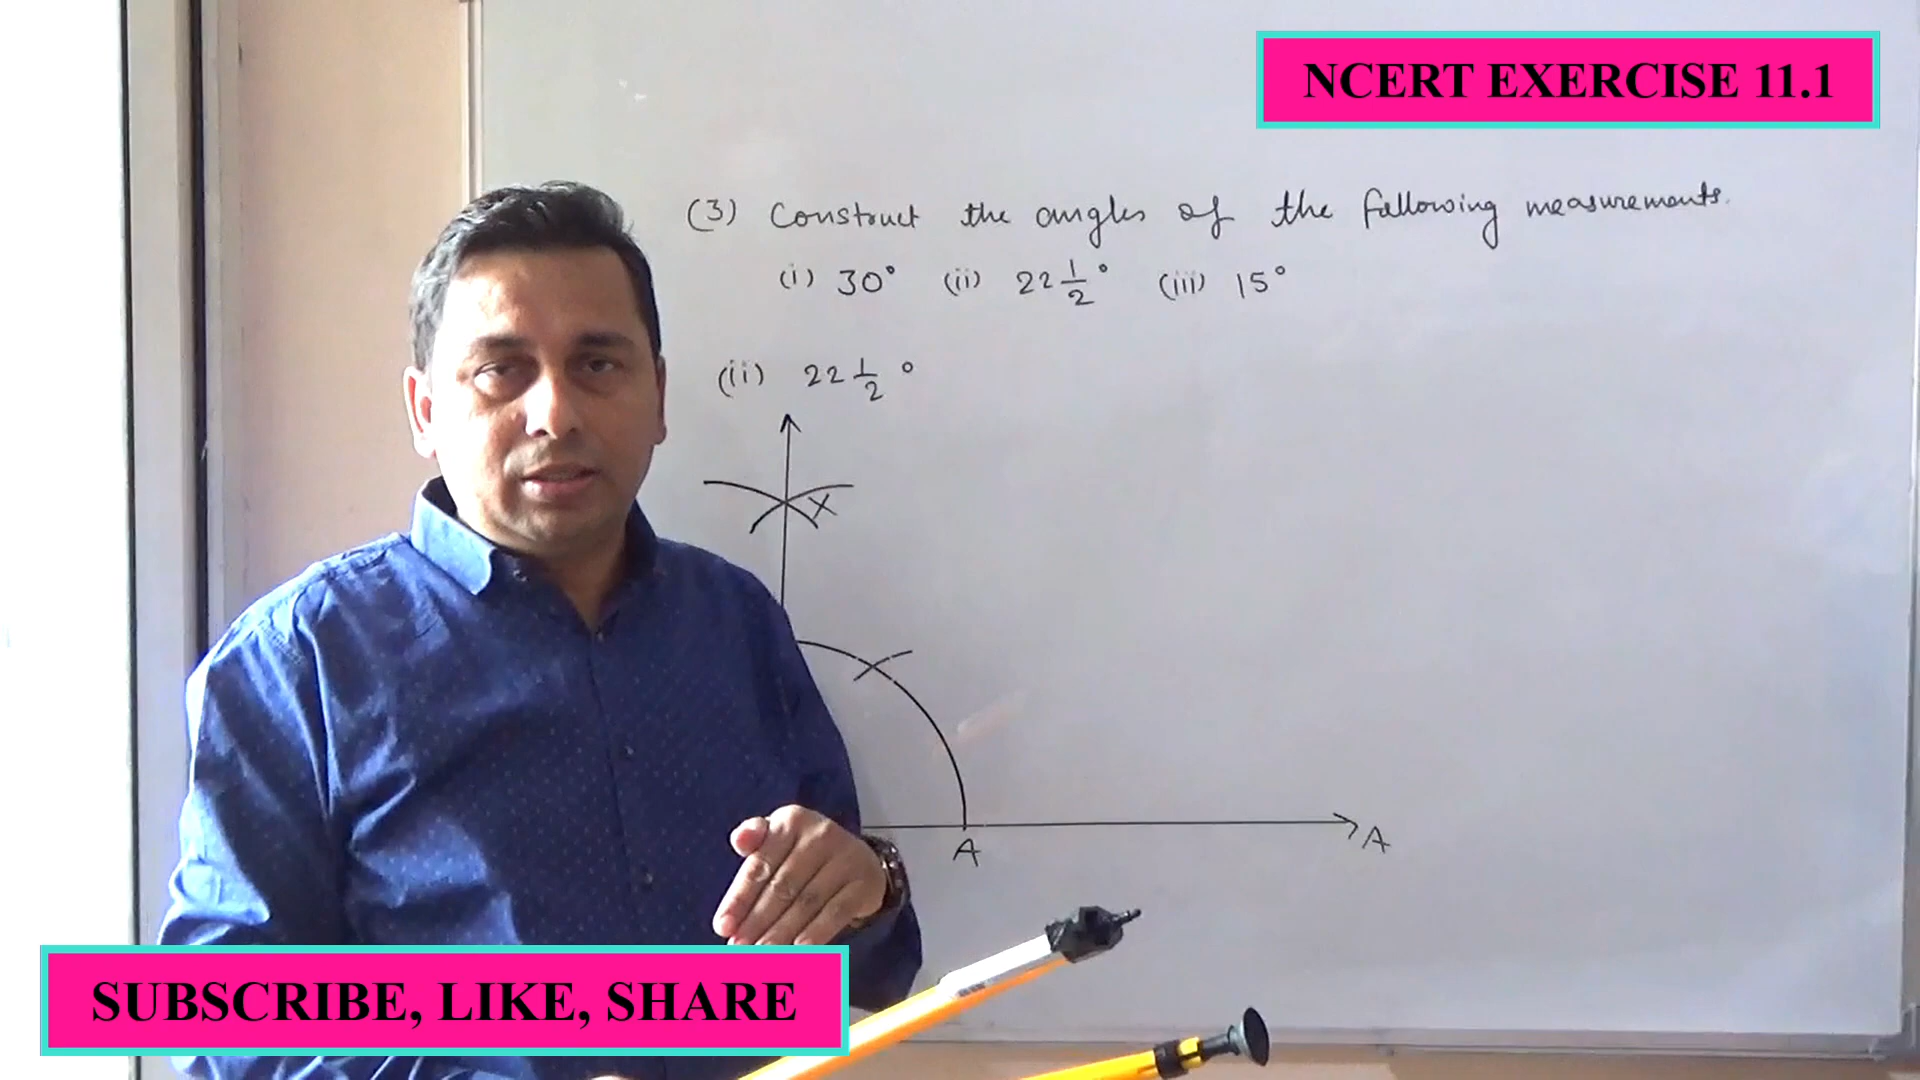 NCERT EXERCISE 11.1
(3) Construct the angles of the following measurements.
(i) 30° (ii) 22 1/2° (iii) 15°
(ii) 22 1/2°
X
A
A
SUBSCRIBE, LIKE, SHARE